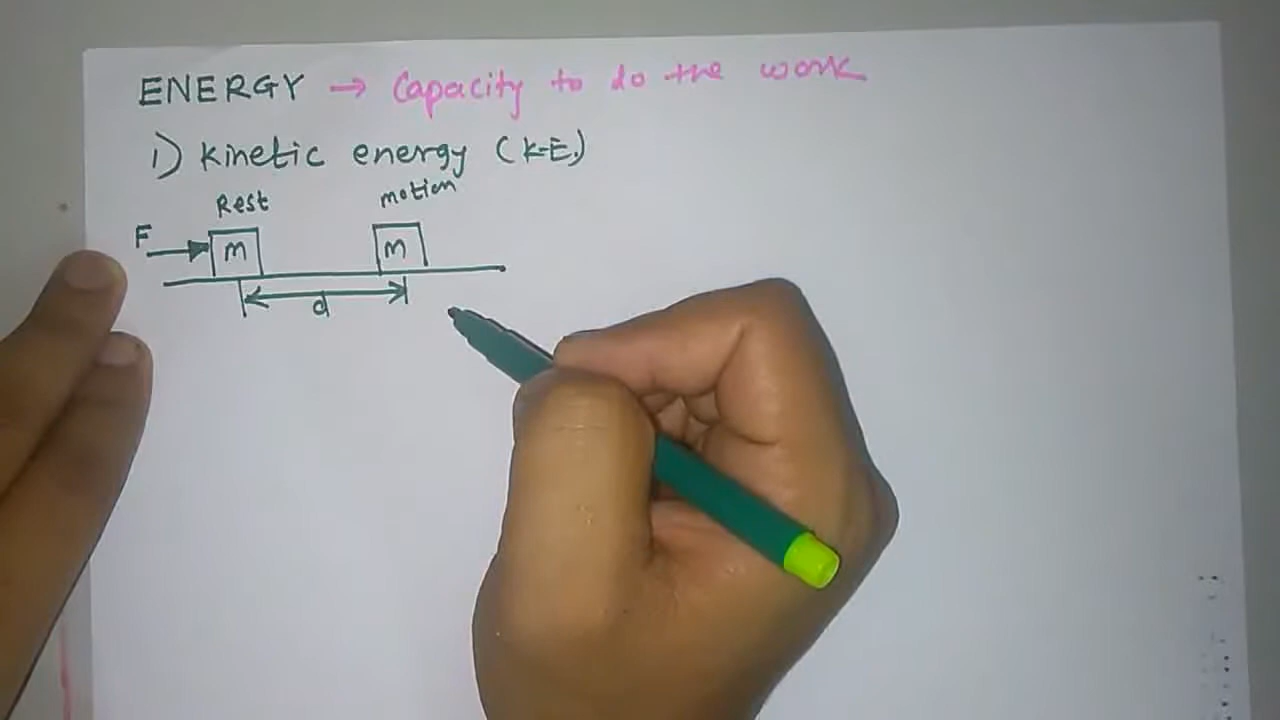 ENERGY → Capacity to do the work
1) Kinetic energy (K.E.)
Rest motion
F m m
d